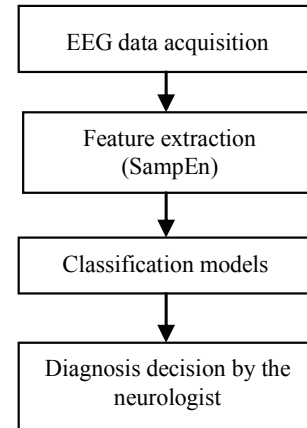 EEG data acquisition
Feature extraction
(SampEn)
Classification models
Diagnosis decision by the
neurologist